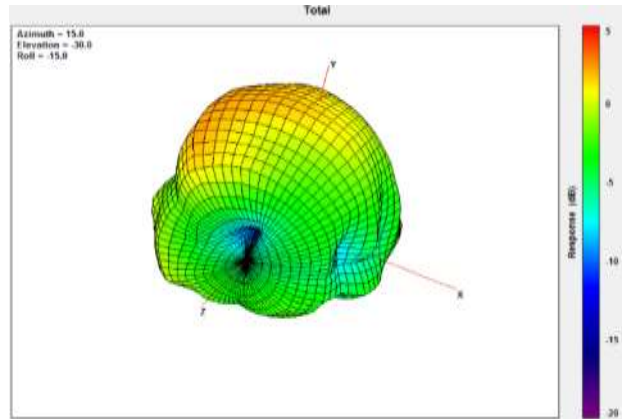 Total
Azimuth = 15.0
Elevation = -30.0
Roll = -15.0
Y
X
Z
5
0
-5
-10
-15
-20
Response (dB)